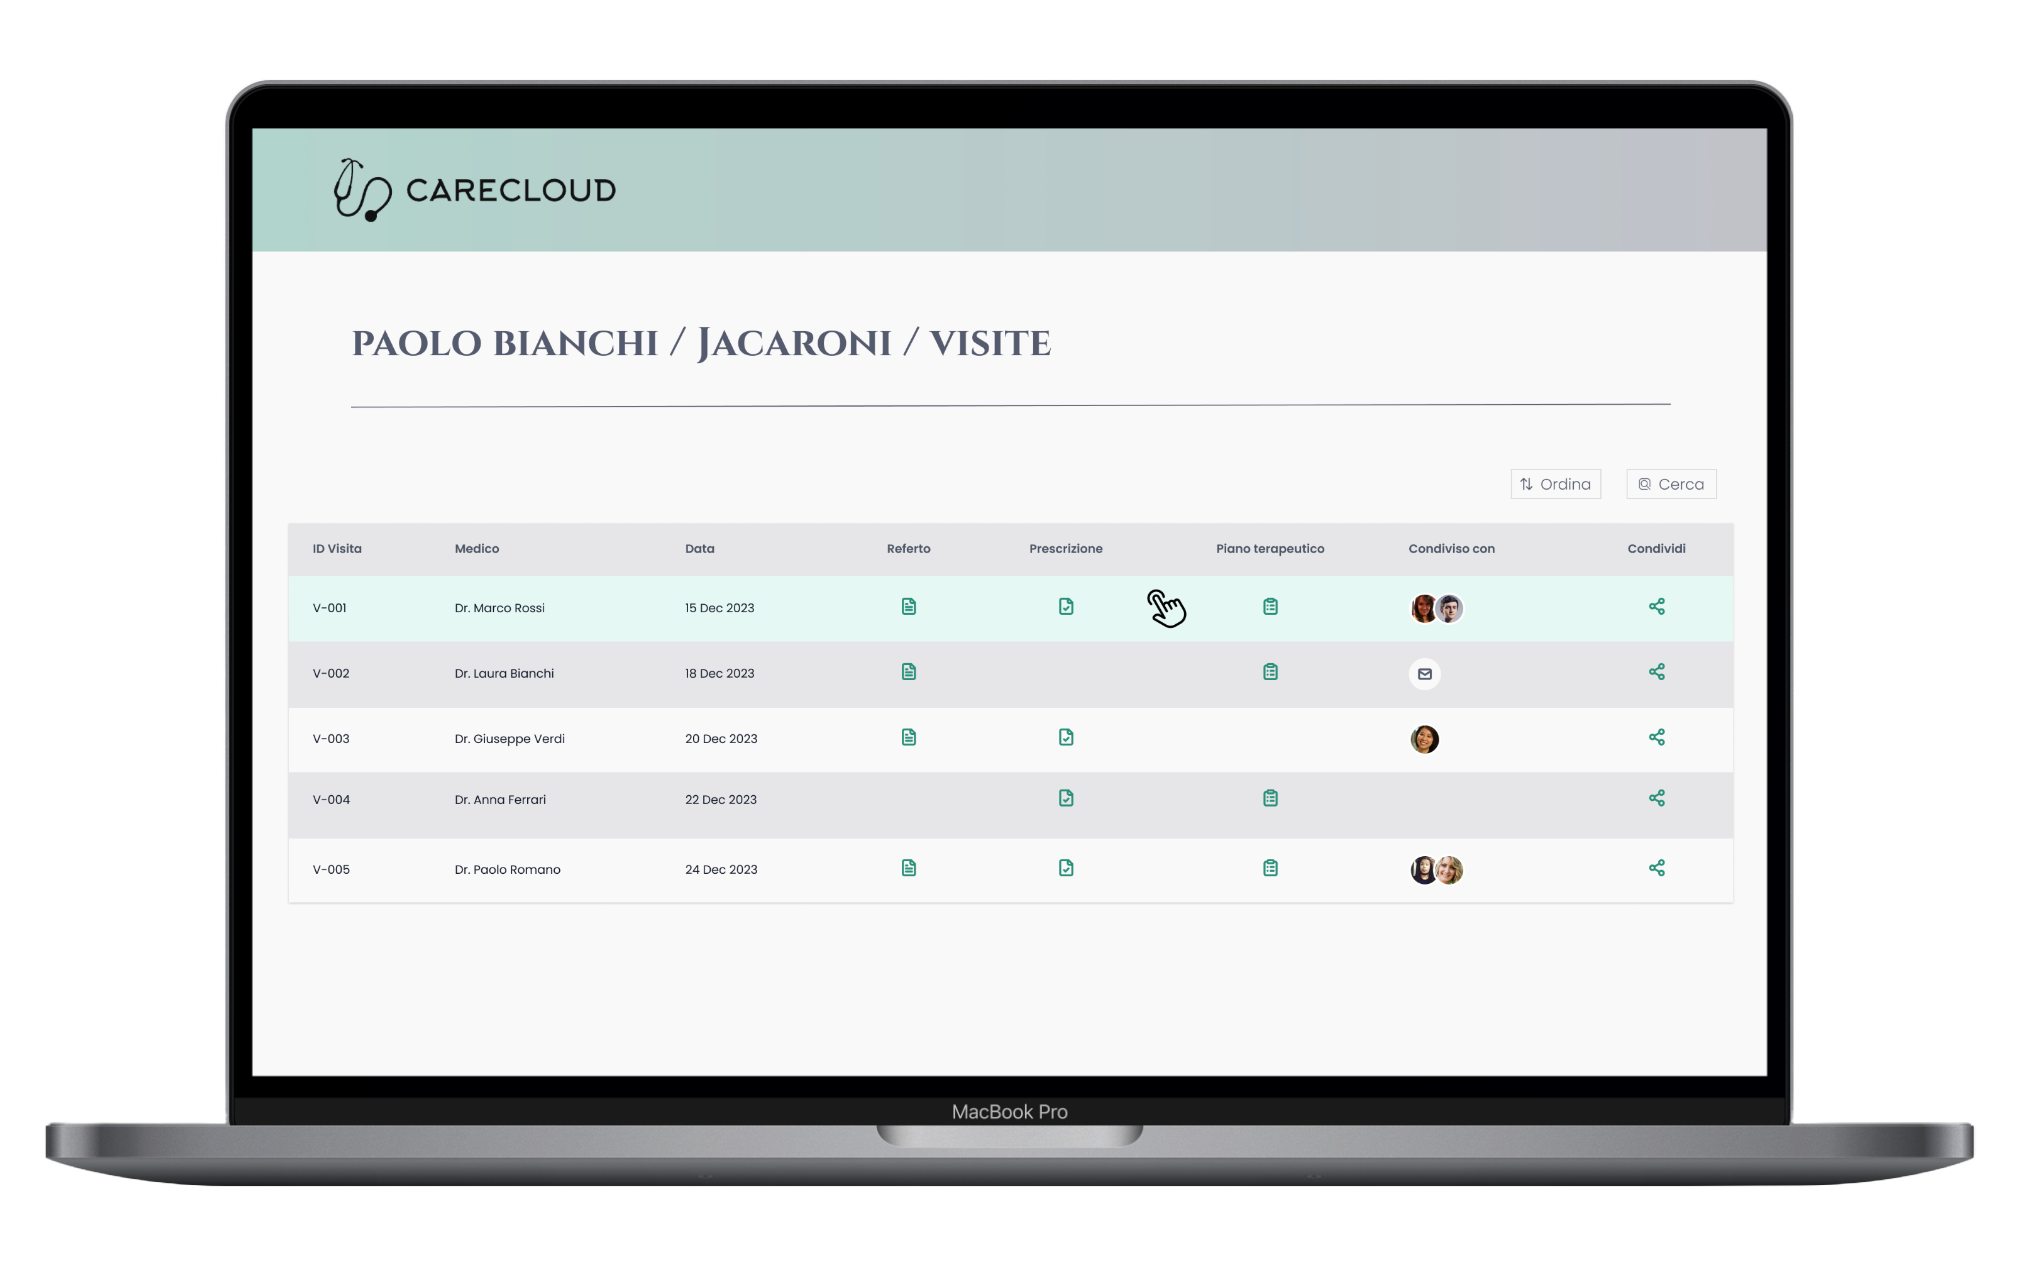 CARECLOUD
PAOLO BIANCHI / JACARONI / VISITE
Ordina Cerca
ID Visita Medico Data Referto Prescrizione Piano terapeutico Condiviso con Condividi
V-001 Dr. Marco Rossi 15 Dec 2023
V-002 Dr. Laura Bianchi 18 Dec 2023
V-003 Dr. Giuseppe Verdi 20 Dec 2023
V-004 Dr. Anna Ferrari 22 Dec 2023
V-005 Dr. Paolo Romano 24 Dec 2023
MacBook Pro